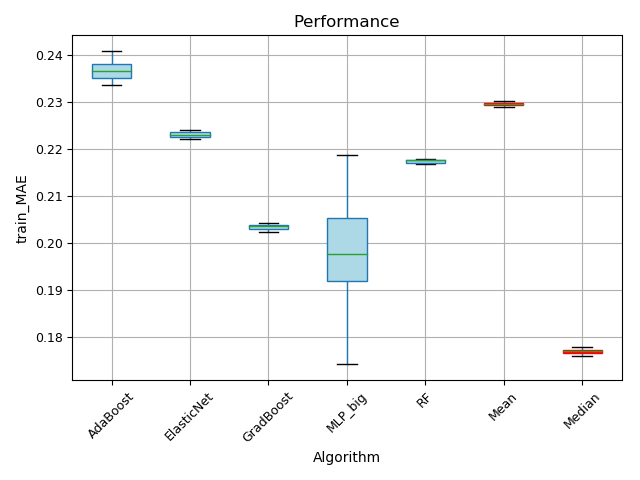 Performance
train_MAE
0.24
0.23
0.22
0.21
0.20
0.19
0.18
AdaBoost
ElasticNet
GradBoost
MLP_big
RF
Mean
Median
Algorithm